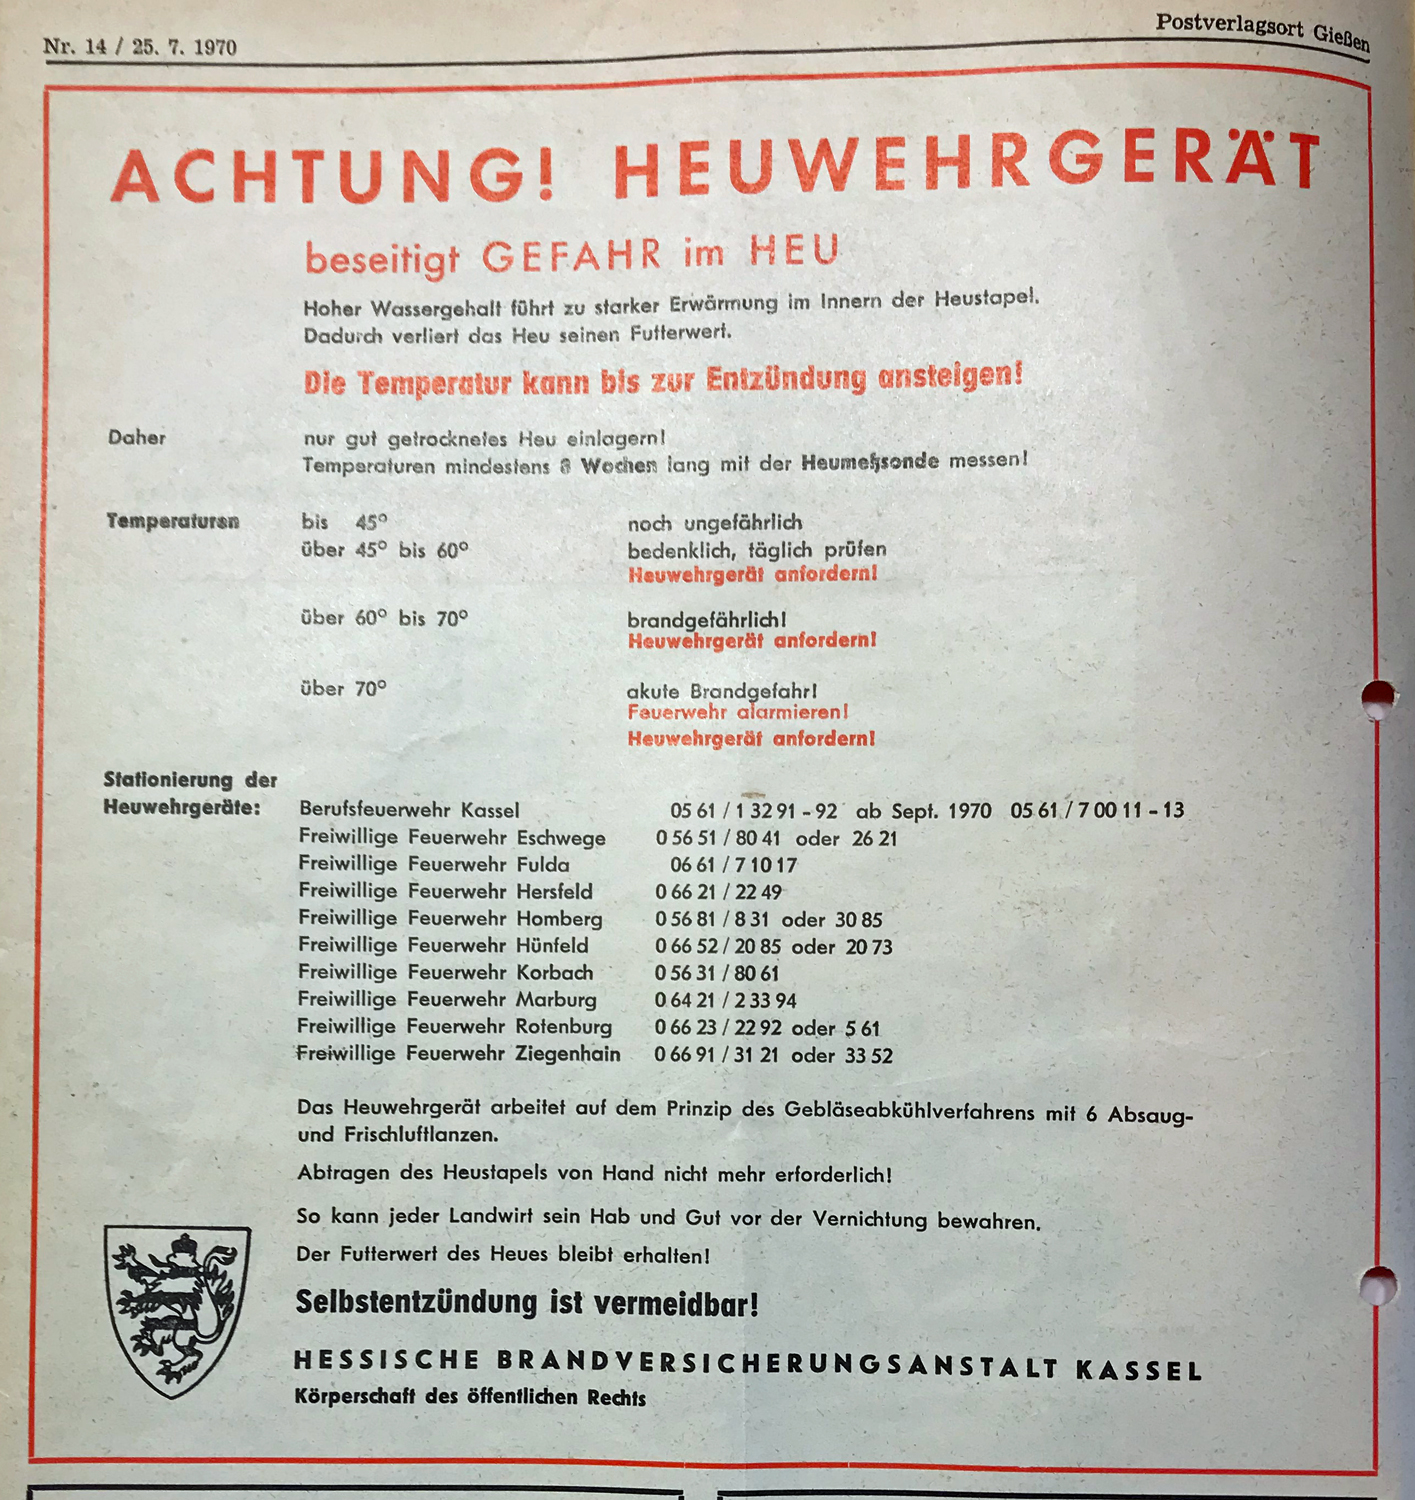 Nr. 14 / 25. 7. 1970
Postverlagsort Gießen
ACHTUNG! HEUWEHRGERÄT
beseitigt GEFAHR im HEU
Hoher Wassergehalt führt zu starker Erwärmung im Innern der Heustapel.
Dadurch verliert das Heu seinen Futterwert.
Die Temperatur kann bis zur Entzündung ansteigen!
Daher nur gut getrocknetes Heu einlagern!
Temperaturen mindestens 8 Wochen lang mit der Heumeßsonde messen!
Temperaturen bis 45° noch ungefährlich
über 45° bis 60° bedenklich, täglich prüfen
Heuwehrgerät anfordern!
über 60° bis 70° brandgefährlich!
Heuwehrgerät anfordern!
über 70° akute Brandgefahr!
Feuerwehr alarmieren!
Heuwehrgerät anfordern!
Stationierung der
Heuwehrgeräte: Berufsfeuerwehr Kassel 05 61 / 1 32 91 - 92 ab Sept. 1970 05 61 / 7 00 11 - 13
Freiwillige Feuerwehr Eschwege 0 56 51 / 80 41 oder 26 21
Freiwillige Feuerwehr Fulda 06 61 / 7 10 17
Freiwillige Feuerwehr Hersfeld 0 66 21 / 22 49
Freiwillige Feuerwehr Homberg 0 56 81 / 8 31 oder 30 85
Freiwillige Feuerwehr Hünfeld 0 66 52 / 20 85 oder 20 73
Freiwillige Feuerwehr Korbach 0 56 31 / 80 61
Freiwillige Feuerwehr Marburg 0 64 21 / 2 33 94
Freiwillige Feuerwehr Rotenburg 0 66 23 / 22 92 oder 5 61
Freiwillige Feuerwehr Ziegenhain 0 66 91 / 31 21 oder 33 52
Das Heuwehrgerät arbeitet auf dem Prinzip des Gebläseabkühlverfahrens mit 6 Absaug-
und Frischluftlanzen.
Abtragen des Heustapels von Hand nicht mehr erforderlich!
So kann jeder Landwirt sein Hab und Gut vor der Vernichtung bewahren.
Der Futterwert des Heues bleibt erhalten!
Selbstentzündung ist vermeidbar!
HESSISCHE BRANDVERSICHERUNGSANSTALT KASSEL
Körperschaft des öffentlichen Rechts